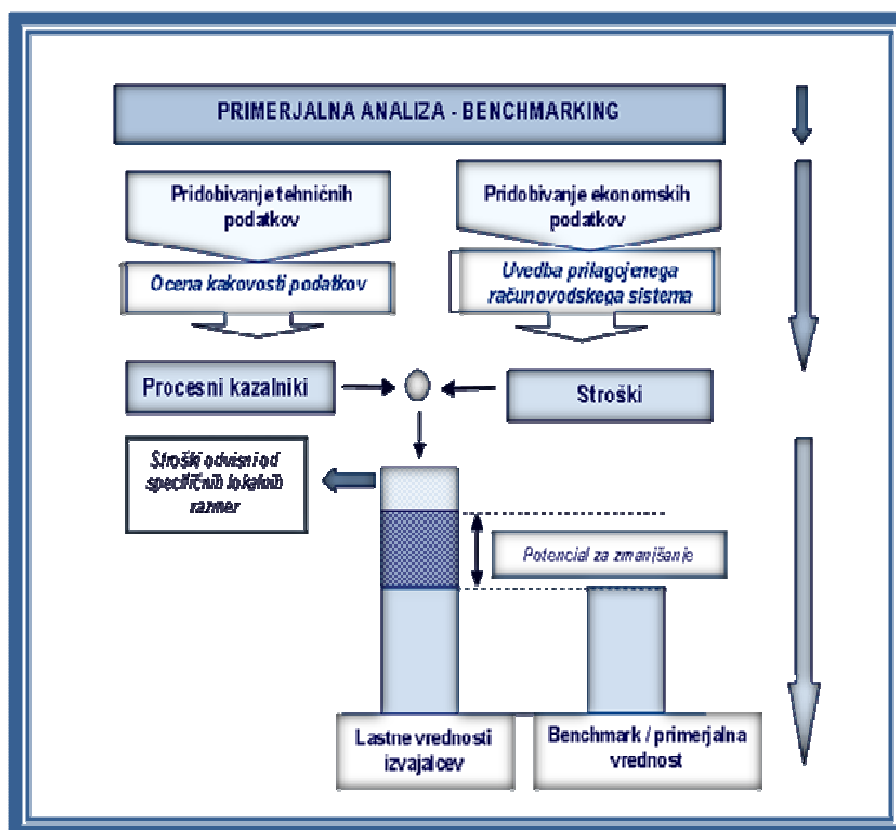 PRIMERJALNA ANALIZA - BENCHMARKING
Pridobivanje tehničnih
podatkov
Pridobivanje ekonomskih
podatkov
Ocena kakovosti podatkov
Uvedba prilagojenega
računovodskega sistema
Procesni kazalniki
Stroški
Stroški odvisni od
specifičnih lokalnih
razmer
Potencial za zmanjšanje
Lastne vrednosti
izvajalcev
Benchmark / primerjalna
vrednost